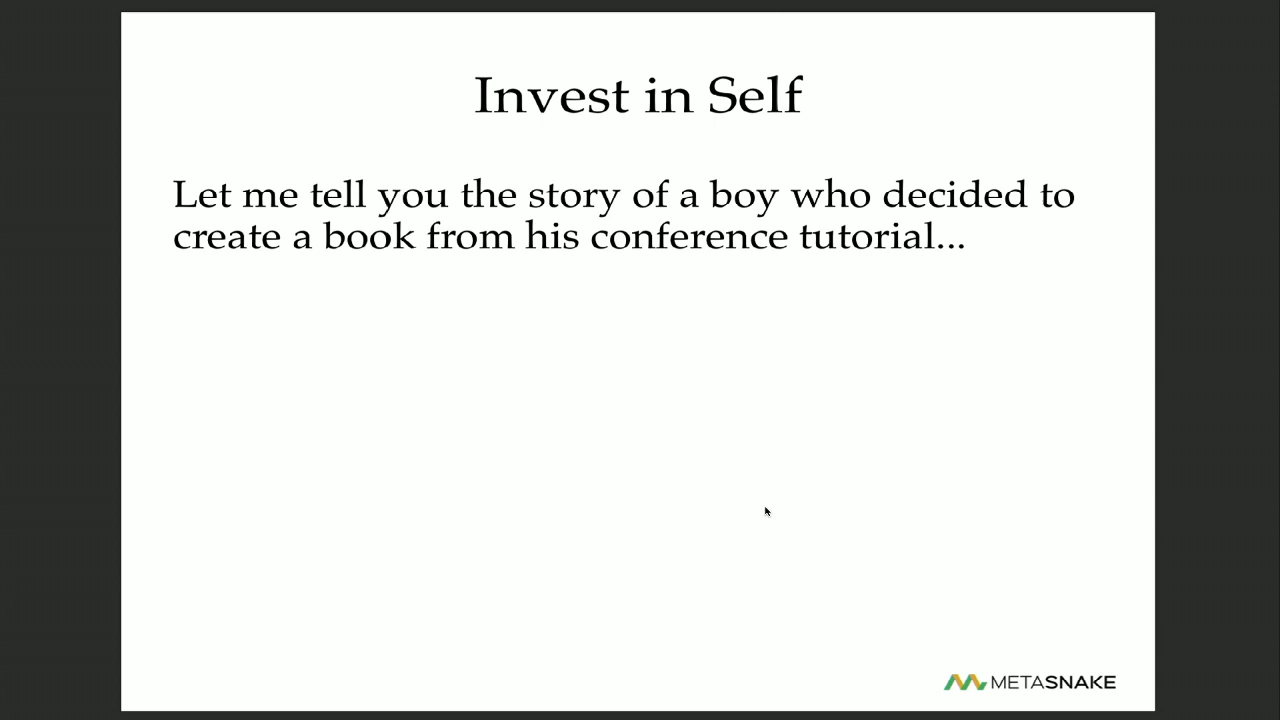 Invest in Self
Let me tell you the story of a boy who decided to
create a book from his conference tutorial...
METASNAKE